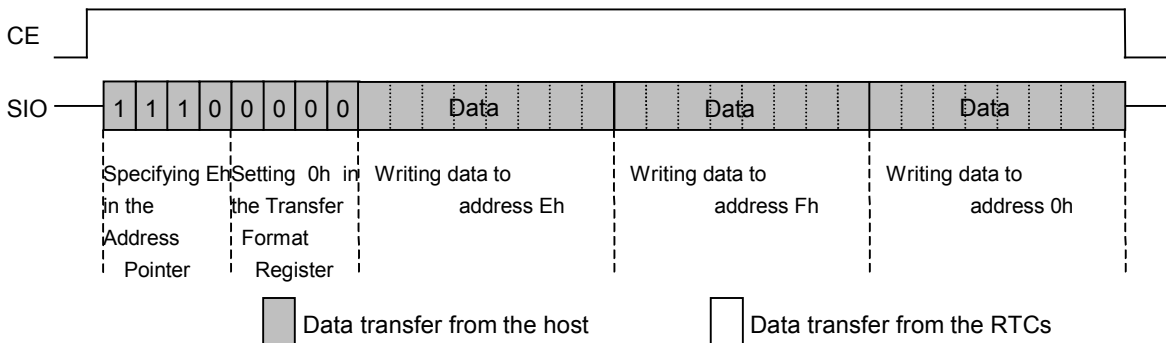 CE
SIO 1 1 1 0 0 0 0 0 Data Data Data
Specifying Eh
in the
Address
Pointer
Setting 0h in
the Transfer
Format
Register
Writing data to
address Eh
Writing data to
address Fh
Writing data to
address 0h
Data transfer from the host
Data transfer from the RTCs